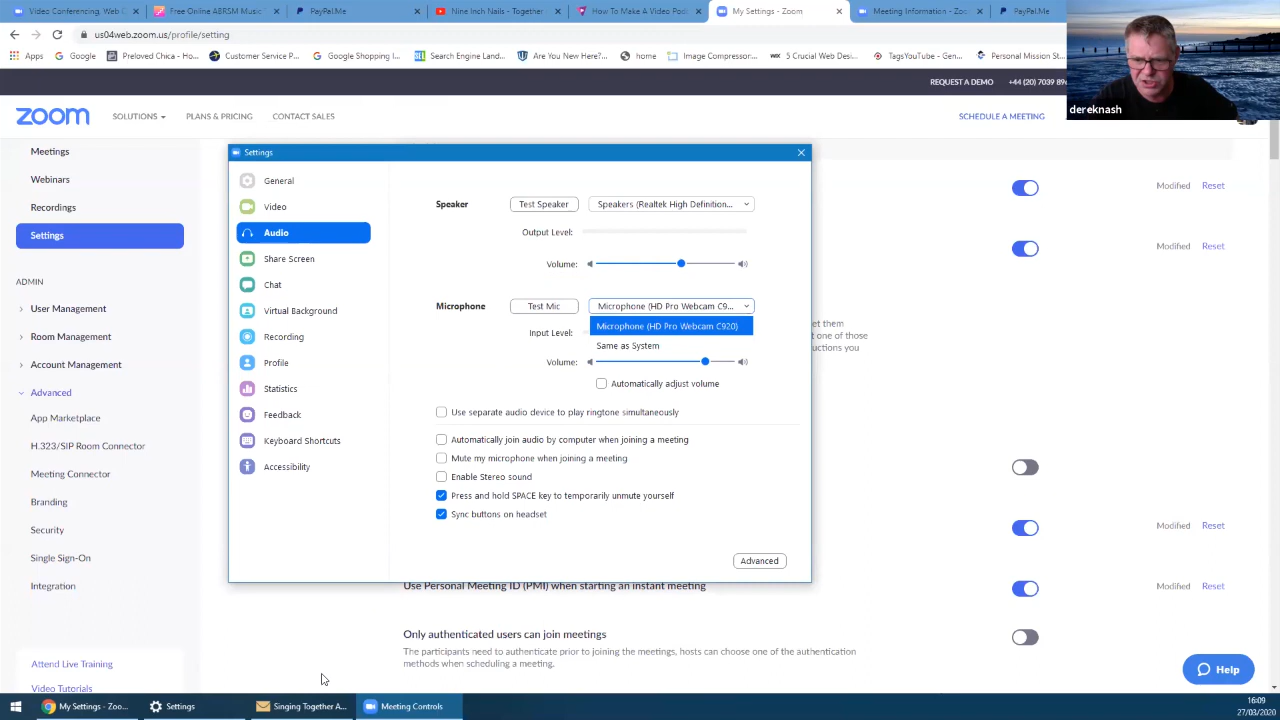 Video Conferencing, Web C
Free Online ABRSM Music
PayPal.Me
Nine Inch Nails - Together
How To Make A Video Pod
My Settings - Zoom
Meeting Information - Zoom
PayPal.Me
us04web.zoom.us/profile/setting
Apps
Google
Preloved Chica - Ho...
Customer Service P...
Google Shopping I...
Search Engine Land...
Are You New Here?...
home
Image Compressor...
5 Crucial Web Desi...
TagsYouTube - Gen...
Personal Mission St...
REQUEST A DEMO
+44 (20) 7039 89
dereknash
zoom
SOLUTIONS
PLANS & PRICING
CONTACT SALES
SCHEDULE A MEETING
Meetings
Webinars
Recordings
Settings
ADMIN
User Management
Room Management
Account Management
Advanced
App Marketplace
H.323/SIP Room Connector
Meeting Connector
Branding
Security
Single Sign-On
Integration
Attend Live Training
Video Tutorials
Settings
General
Video
Audio
Share Screen
Chat
Virtual Background
Recording
Profile
Statistics
Feedback
Keyboard Shortcuts
Accessibility
Speaker
Test Speaker
Speakers (Realtek High Definition...
Output Level:
Volume:
Microphone
Test Mic
Microphone (HD Pro Webcam C9...
Microphone (HD Pro Webcam C920)
Input Level:
Same as System
Volume:
Automatically adjust volume
Use separate audio device to play ringtone simultaneously
Automatically join audio by computer when joining a meeting
Mute my microphone when joining a meeting
Enable Stereo sound
Press and hold SPACE key to temporarily unmute yourself
Sync buttons on headset
Advanced
Modified Reset
Modified Reset
et them
t one of those
uctions you
Modified Reset
Use Personal Meeting ID (PMI) when starting an instant meeting
Modified Reset
Only authenticated users can join meetings
The participants need to authenticate prior to joining the meetings, hosts can choose one of the authentication
methods when scheduling a meeting.
Help
My Settings - Zoo...
Settings
Singing Together A...
Meeting Controls
16:09
27/03/2020